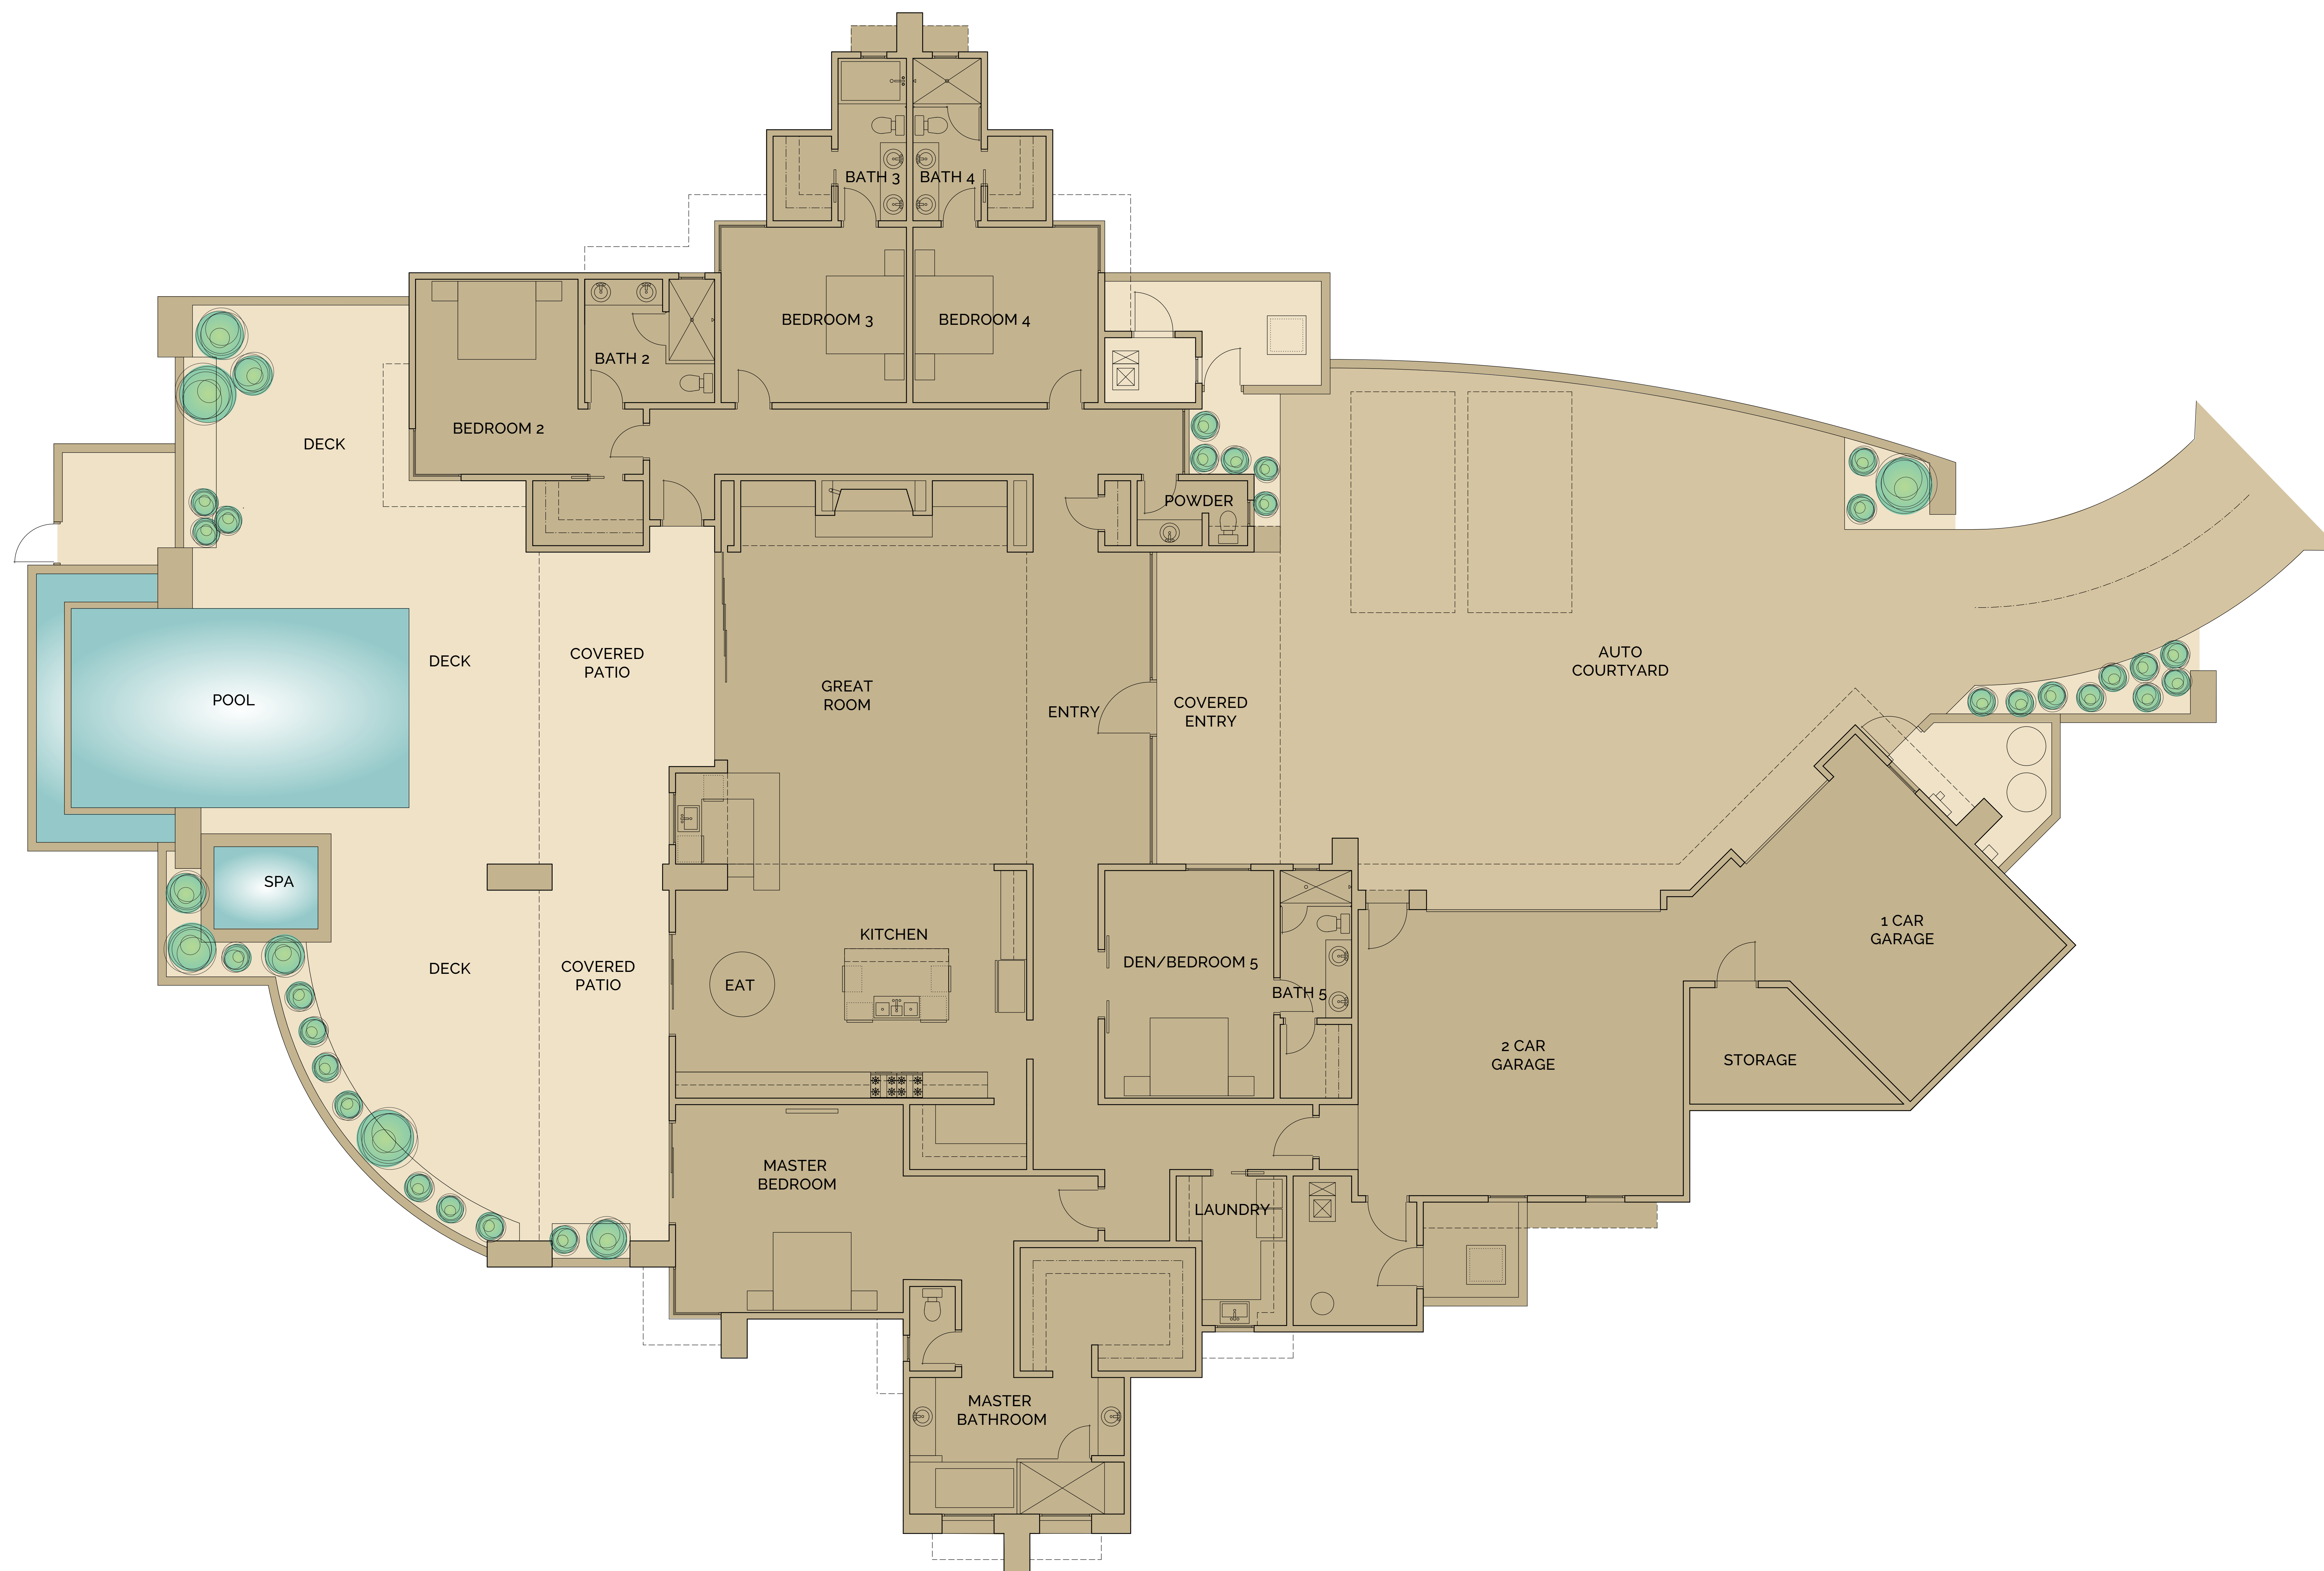 BATH 3
BATH 4
BEDROOM 3
BEDROOM 4
BATH 2
BEDROOM 2
DECK
POWDER
DECK
COVERED
PATIO
GREAT
ROOM
ENTRY
COVERED
ENTRY
AUTO
COURTYARD
POOL
SPA
KITCHEN
1 CAR
GARAGE
DECK
COVERED
PATIO
EAT
DEN/BEDROOM 5
BATH 5
2 CAR
GARAGE
STORAGE
MASTER
BEDROOM
LAUNDRY
MASTER
BATHROOM